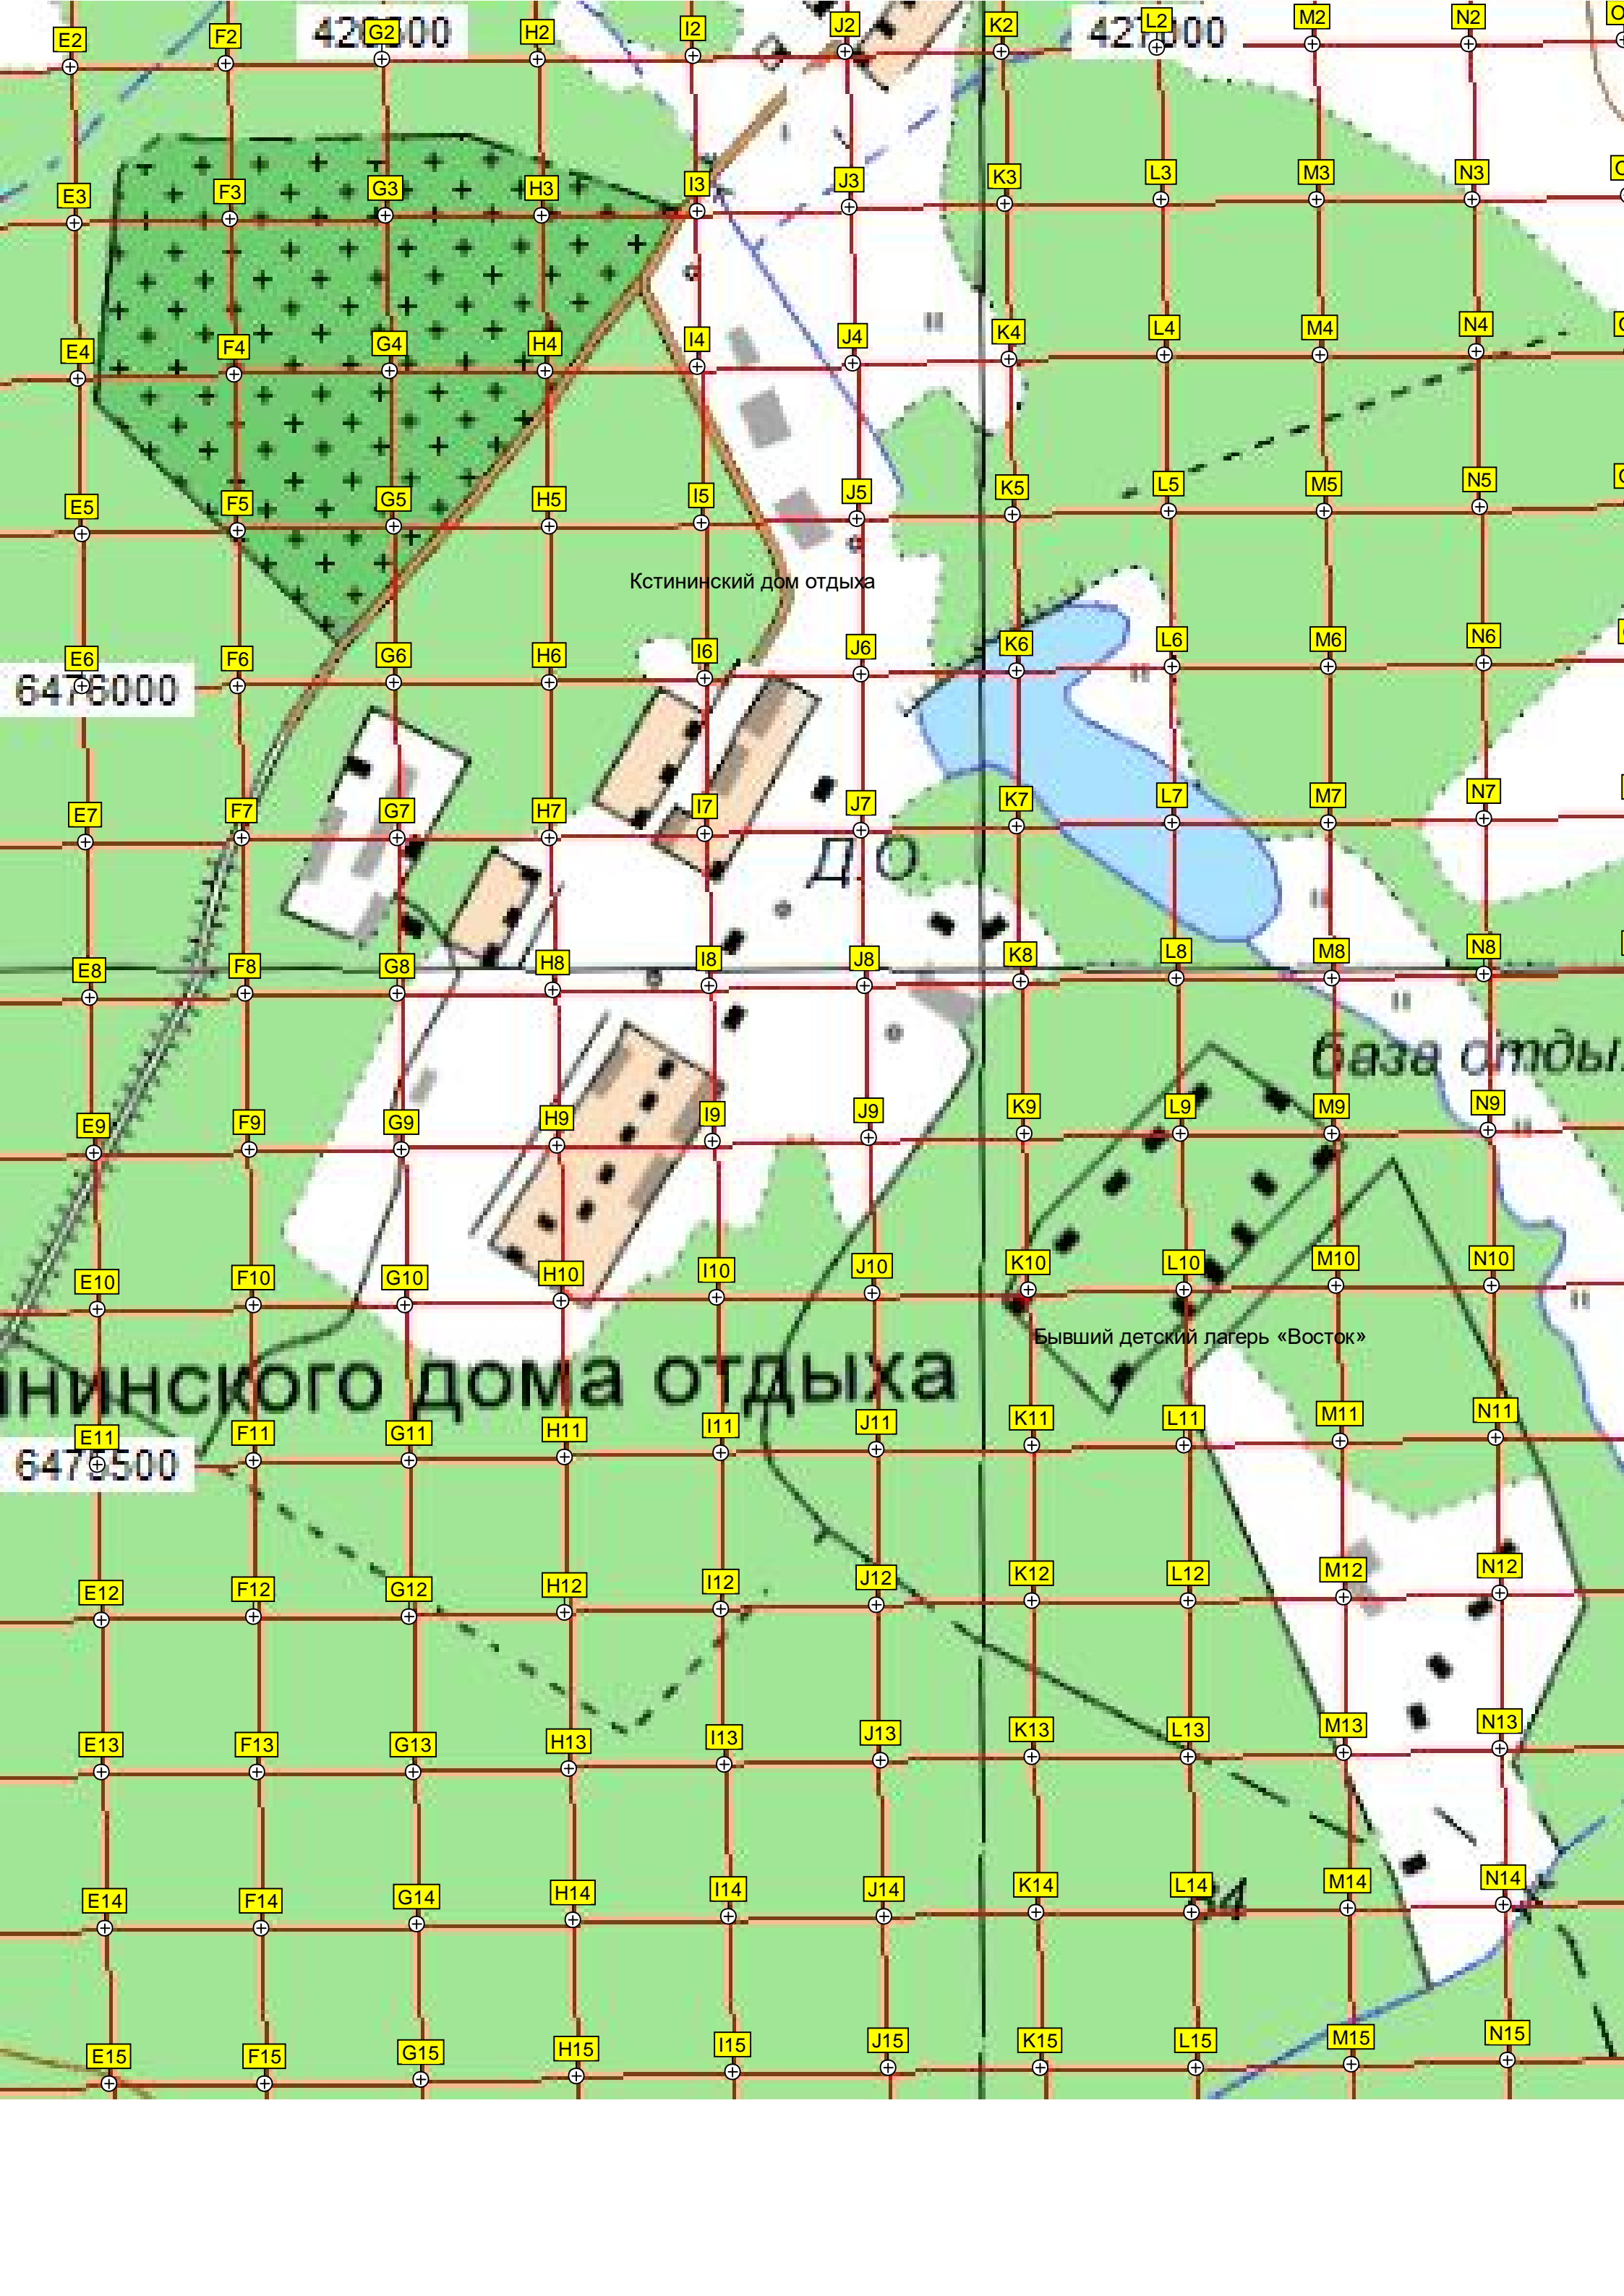 E2 F2 G2 H2 I2 J2 K2 L2 M2 N2
427000
E3 F3 G3 H3 I3 J3 K3 L3 M3 N3
E4 F4 G4 H4 I4 J4 K4 L4 M4 N4
E5 F5 G5 H5 I5 J5 K5 L5 M5 N5
Кстининский дом отдыха
E6 F6 G6 H6 I6 J6 K6 L6 M6 N6
6476000
E7 F7 G7 H7 I7 J7 K7 L7 M7 N7
Д.О.
E8 F8 G8 H8 I8 J8 K8 L8 M8 N8
база отды
E9 F9 G9 H9 I9 J9 K9 L9 M9 N9
E10 F10 G10 H10 I10 J10 K10 L10 M10 N10
Бывший детский лагерь «Восток»
нинского дома отдыха
E11 F11 G11 H11 I11 J11 K11 L11 M11 N11
6475500
E12 F12 G12 H12 I12 J12 K12 L12 M12 N12
E13 F13 G13 H13 I13 J13 K13 L13 M13 N13
E14 F14 G14 H14 I14 J14 K14 L14 M14 N14
E15 F15 G15 H15 I15 J15 K15 L15 M15 N15